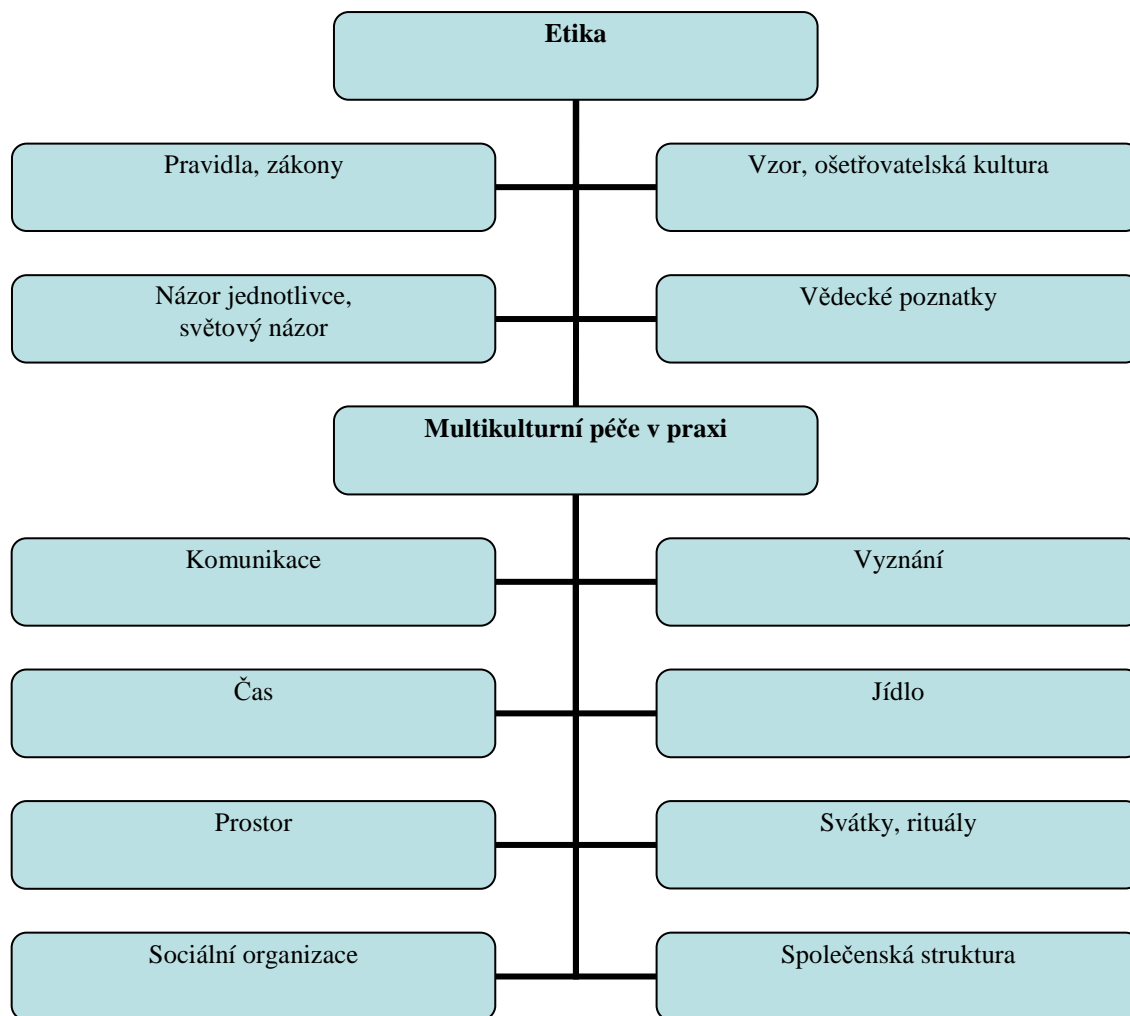 Etika
Pravidla, zákony
Vzor, ošetřovatelská kultura
Názor jednotlivce,
světový názor
Vědecké poznatky
Multikulturní péče v praxi
Komunikace
Vyznání
Čas
Jídlo
Prostor
Svátky, rituály
Sociální organizace
Společenská struktura